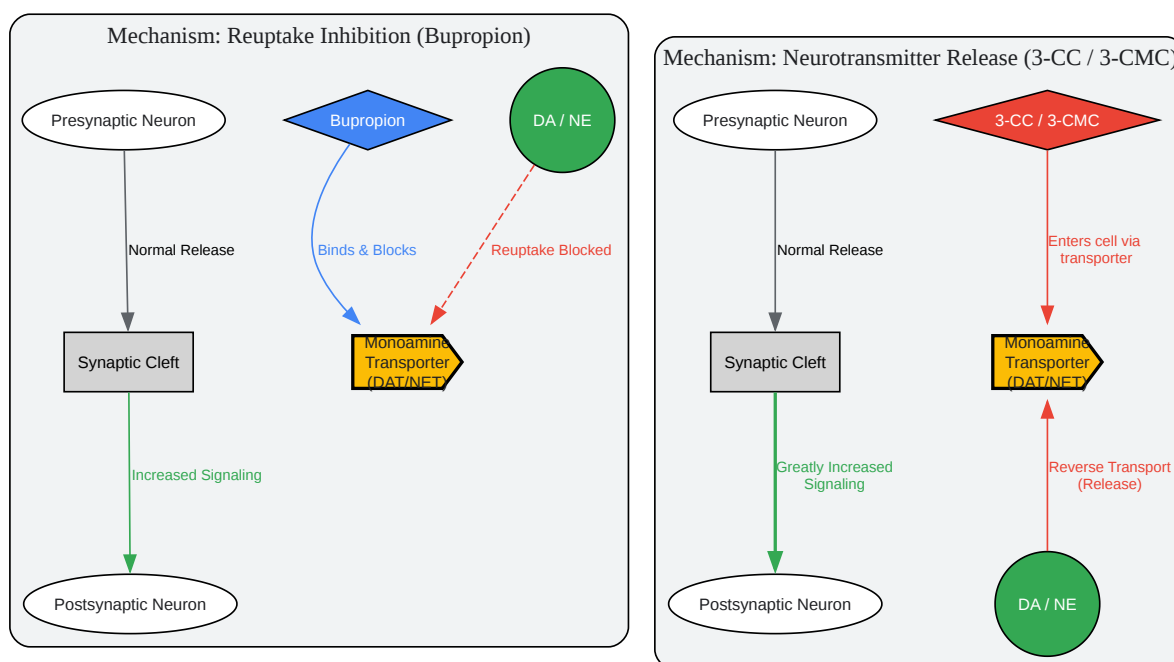 Mechanism: Reuptake Inhibition (Bupropion)
Presynaptic Neuron
Bupropion
DA / NE
Normal Release
Binds & Blocks
Reuptake Blocked
Synaptic Cleft
Monoamine
Transporter
(DAT/NET)
Increased Signaling
Postsynaptic Neuron
Mechanism: Neurotransmitter Release (3-CC / 3-CMC)
Presynaptic Neuron
3-CC / 3-CMC
Normal Release
Enters cell via
transporter
Synaptic Cleft
Monoamine
Transporter
(DAT/NET)
Greatly Increased
Signaling
Reverse Transport
(Release)
Postsynaptic Neuron
DA / NE